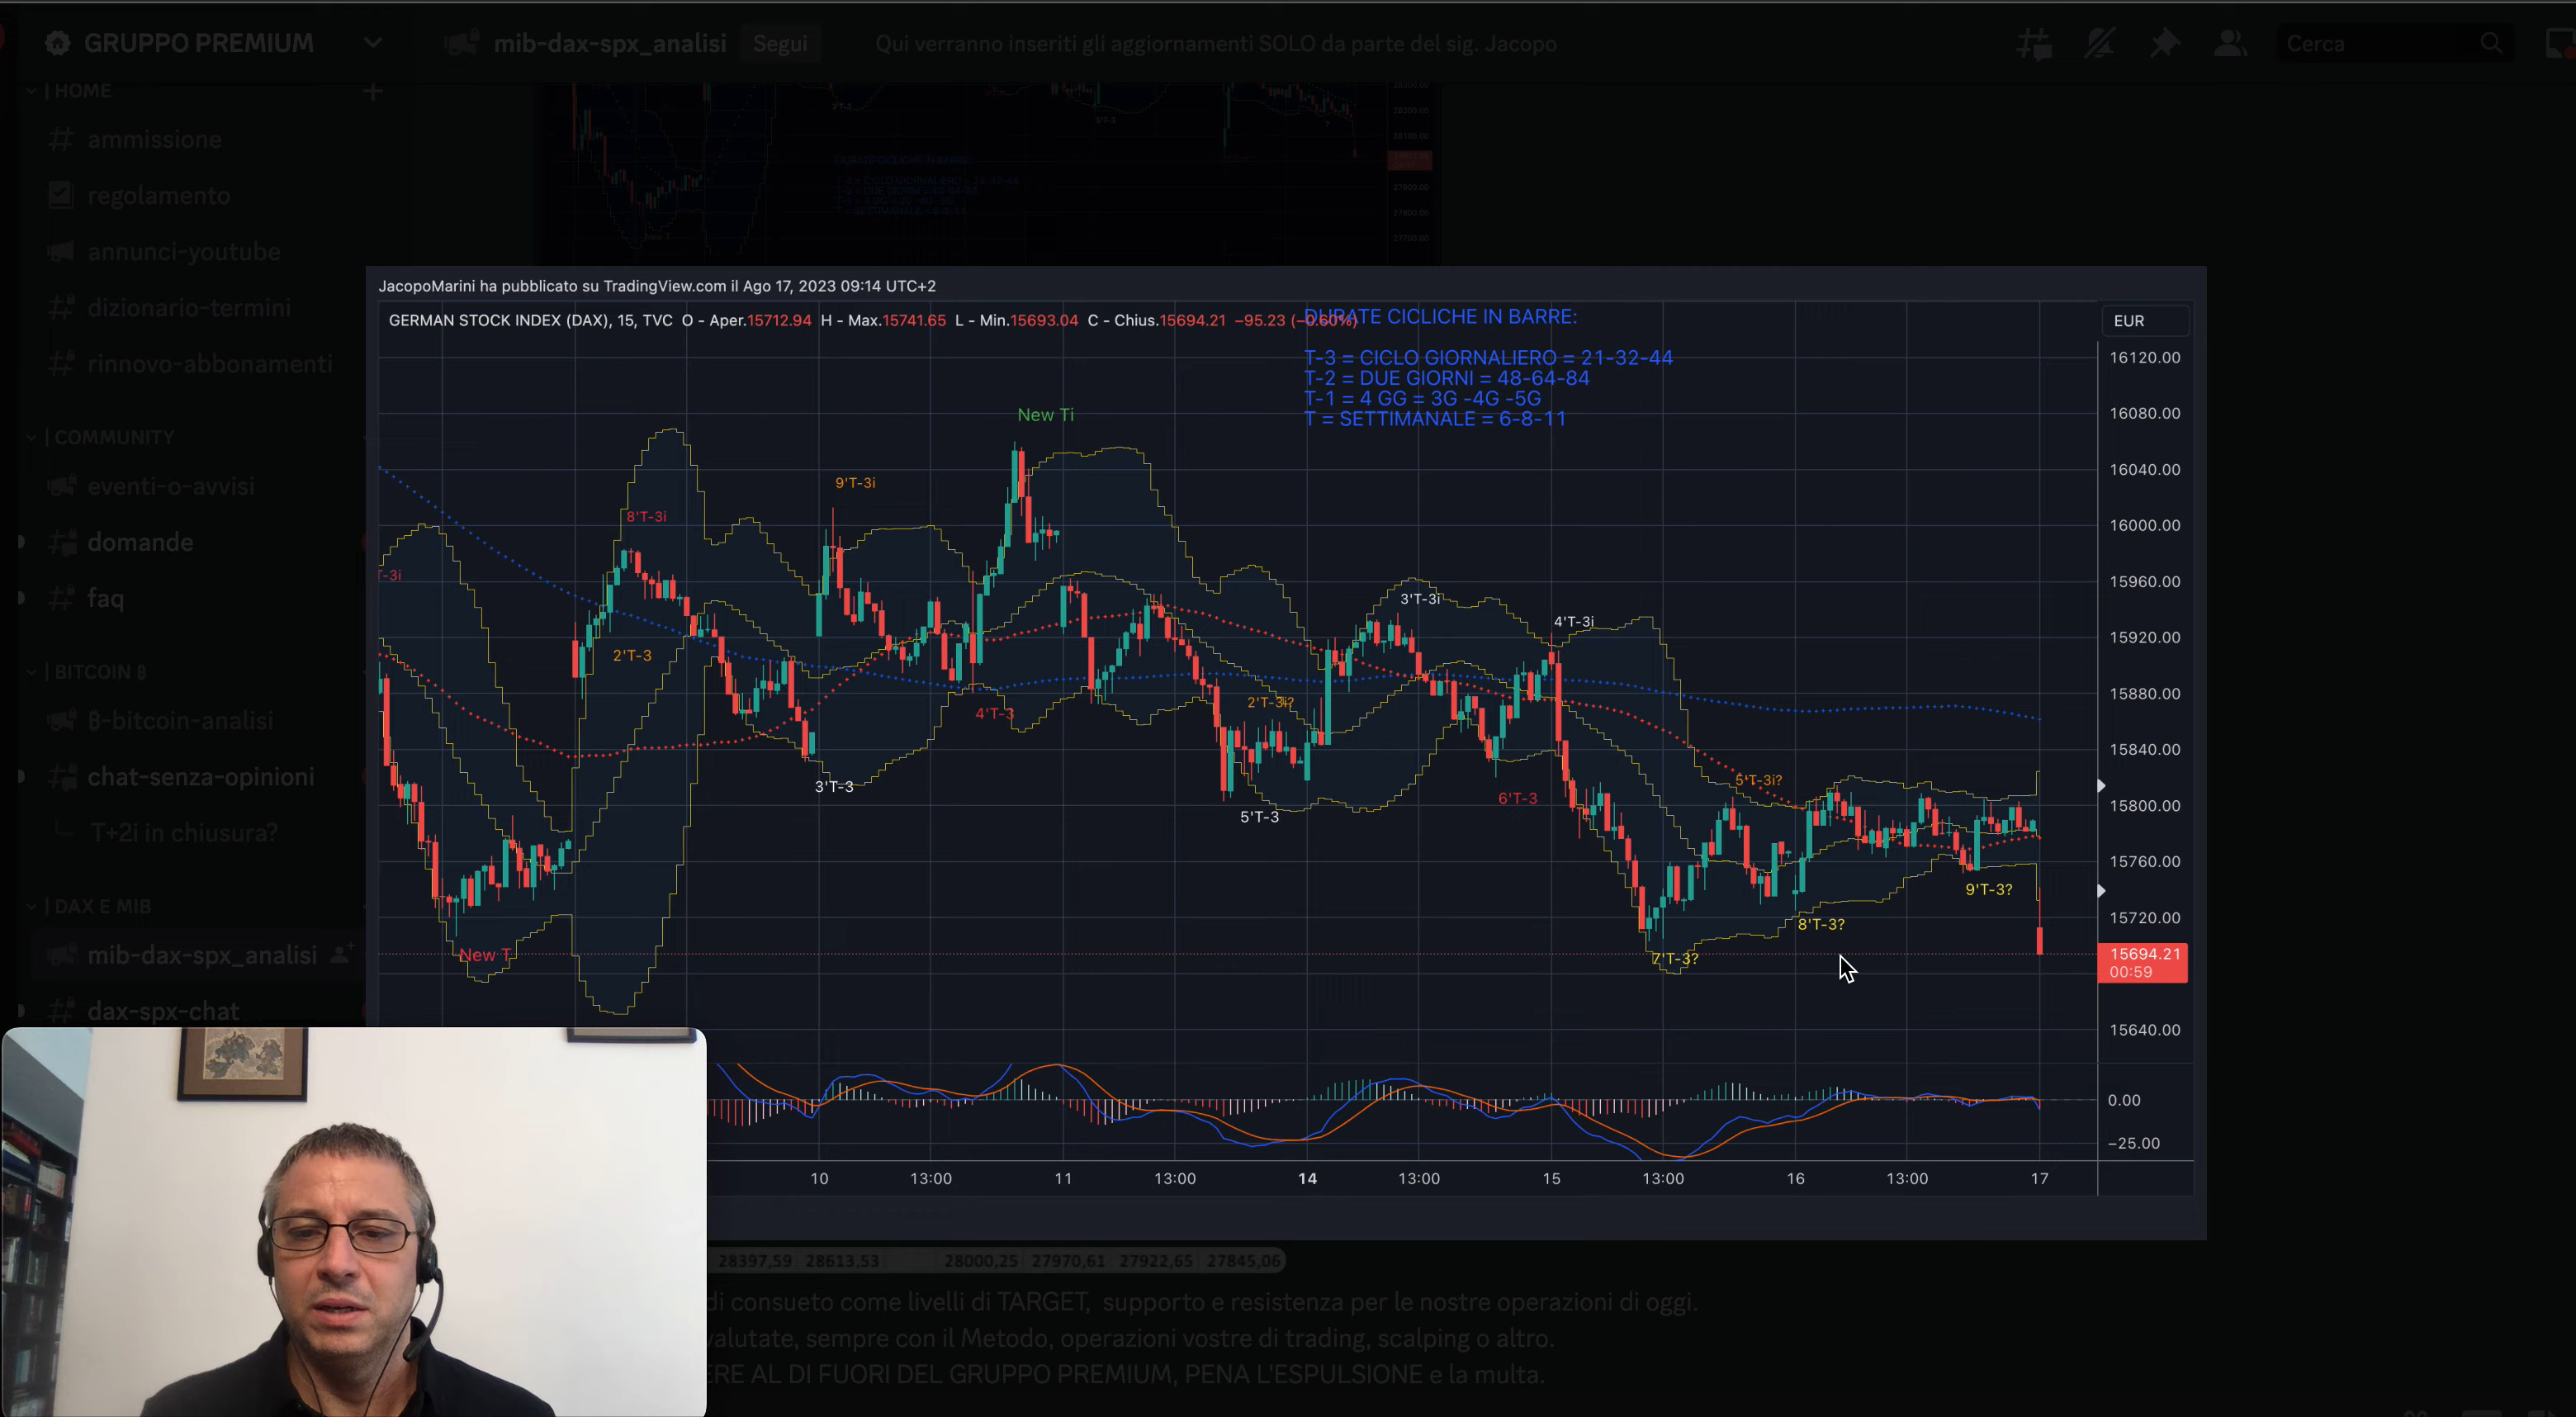 GRUPPO PREMIUM
mib-dax-spx_analisi
Segui
Qui verranno inseriti gli aggiornamenti SOLO da parte del sig. Jacopo
Cerca
| HOME
ammissione
regolamento
annunci-youtube
dizionario-termini
rinnovo-abbonamenti
| COMMUNITY
eventi-o-avvisi
domande
faq
| BITCOIN ₿
₿-bitcoin-analisi
chat-senza-opinioni
T+2i in chiusura?
| DAX E MIB
mib-dax-spx_analisi
dax-spx-chat
JacopoMarini ha pubblicato su TradingView.com il Ago 17, 2023 09:14 UTC+2
GERMAN STOCK INDEX (DAX), 15, TVC O - Aper.15712.94 H - Max.15741.65 L - Min.15693.04 C - Chius.15694.21 −95.23 (−0.60%)
DURATE CICLICHE IN BARRE:
T-3 = CICLO GIORNALIERO = 21-32-44
T-2 = DUE GIORNI = 48-64-84
T-1 = 4 GG = 3G -4G -5G
T = SETTIMANALE = 6-8-11
EUR
16120.00
16080.00
16040.00
16000.00
15960.00
15920.00
15880.00
15840.00
15800.00
15760.00
15720.00
15694.21
00:59
15640.00
0.00
−25.00
New Ti
9'T-3i
8'T-3i
T-3i
3'T-3i
4'T-3i
2'T-3
4'T-3
2'T-3i?
5'T-3i?
3'T-3
5'T-3
6'T-3
9'T-3?
8'T-3?
New T
7'T-3?
10
13:00
11
13:00
14
13:00
15
13:00
16
13:00
17
28397,59 28613,53 28000,25 27970,61 27922,65 27845,06
di consueto come livelli di TARGET, supporto e resistenza per le nostre operazioni di oggi.
valutate, sempre con il Metodo, operazioni vostre di trading, scalping o altro.
ERE AL DI FUORI DEL GRUPPO PREMIUM, PENA L'ESPULSIONE e la multa.